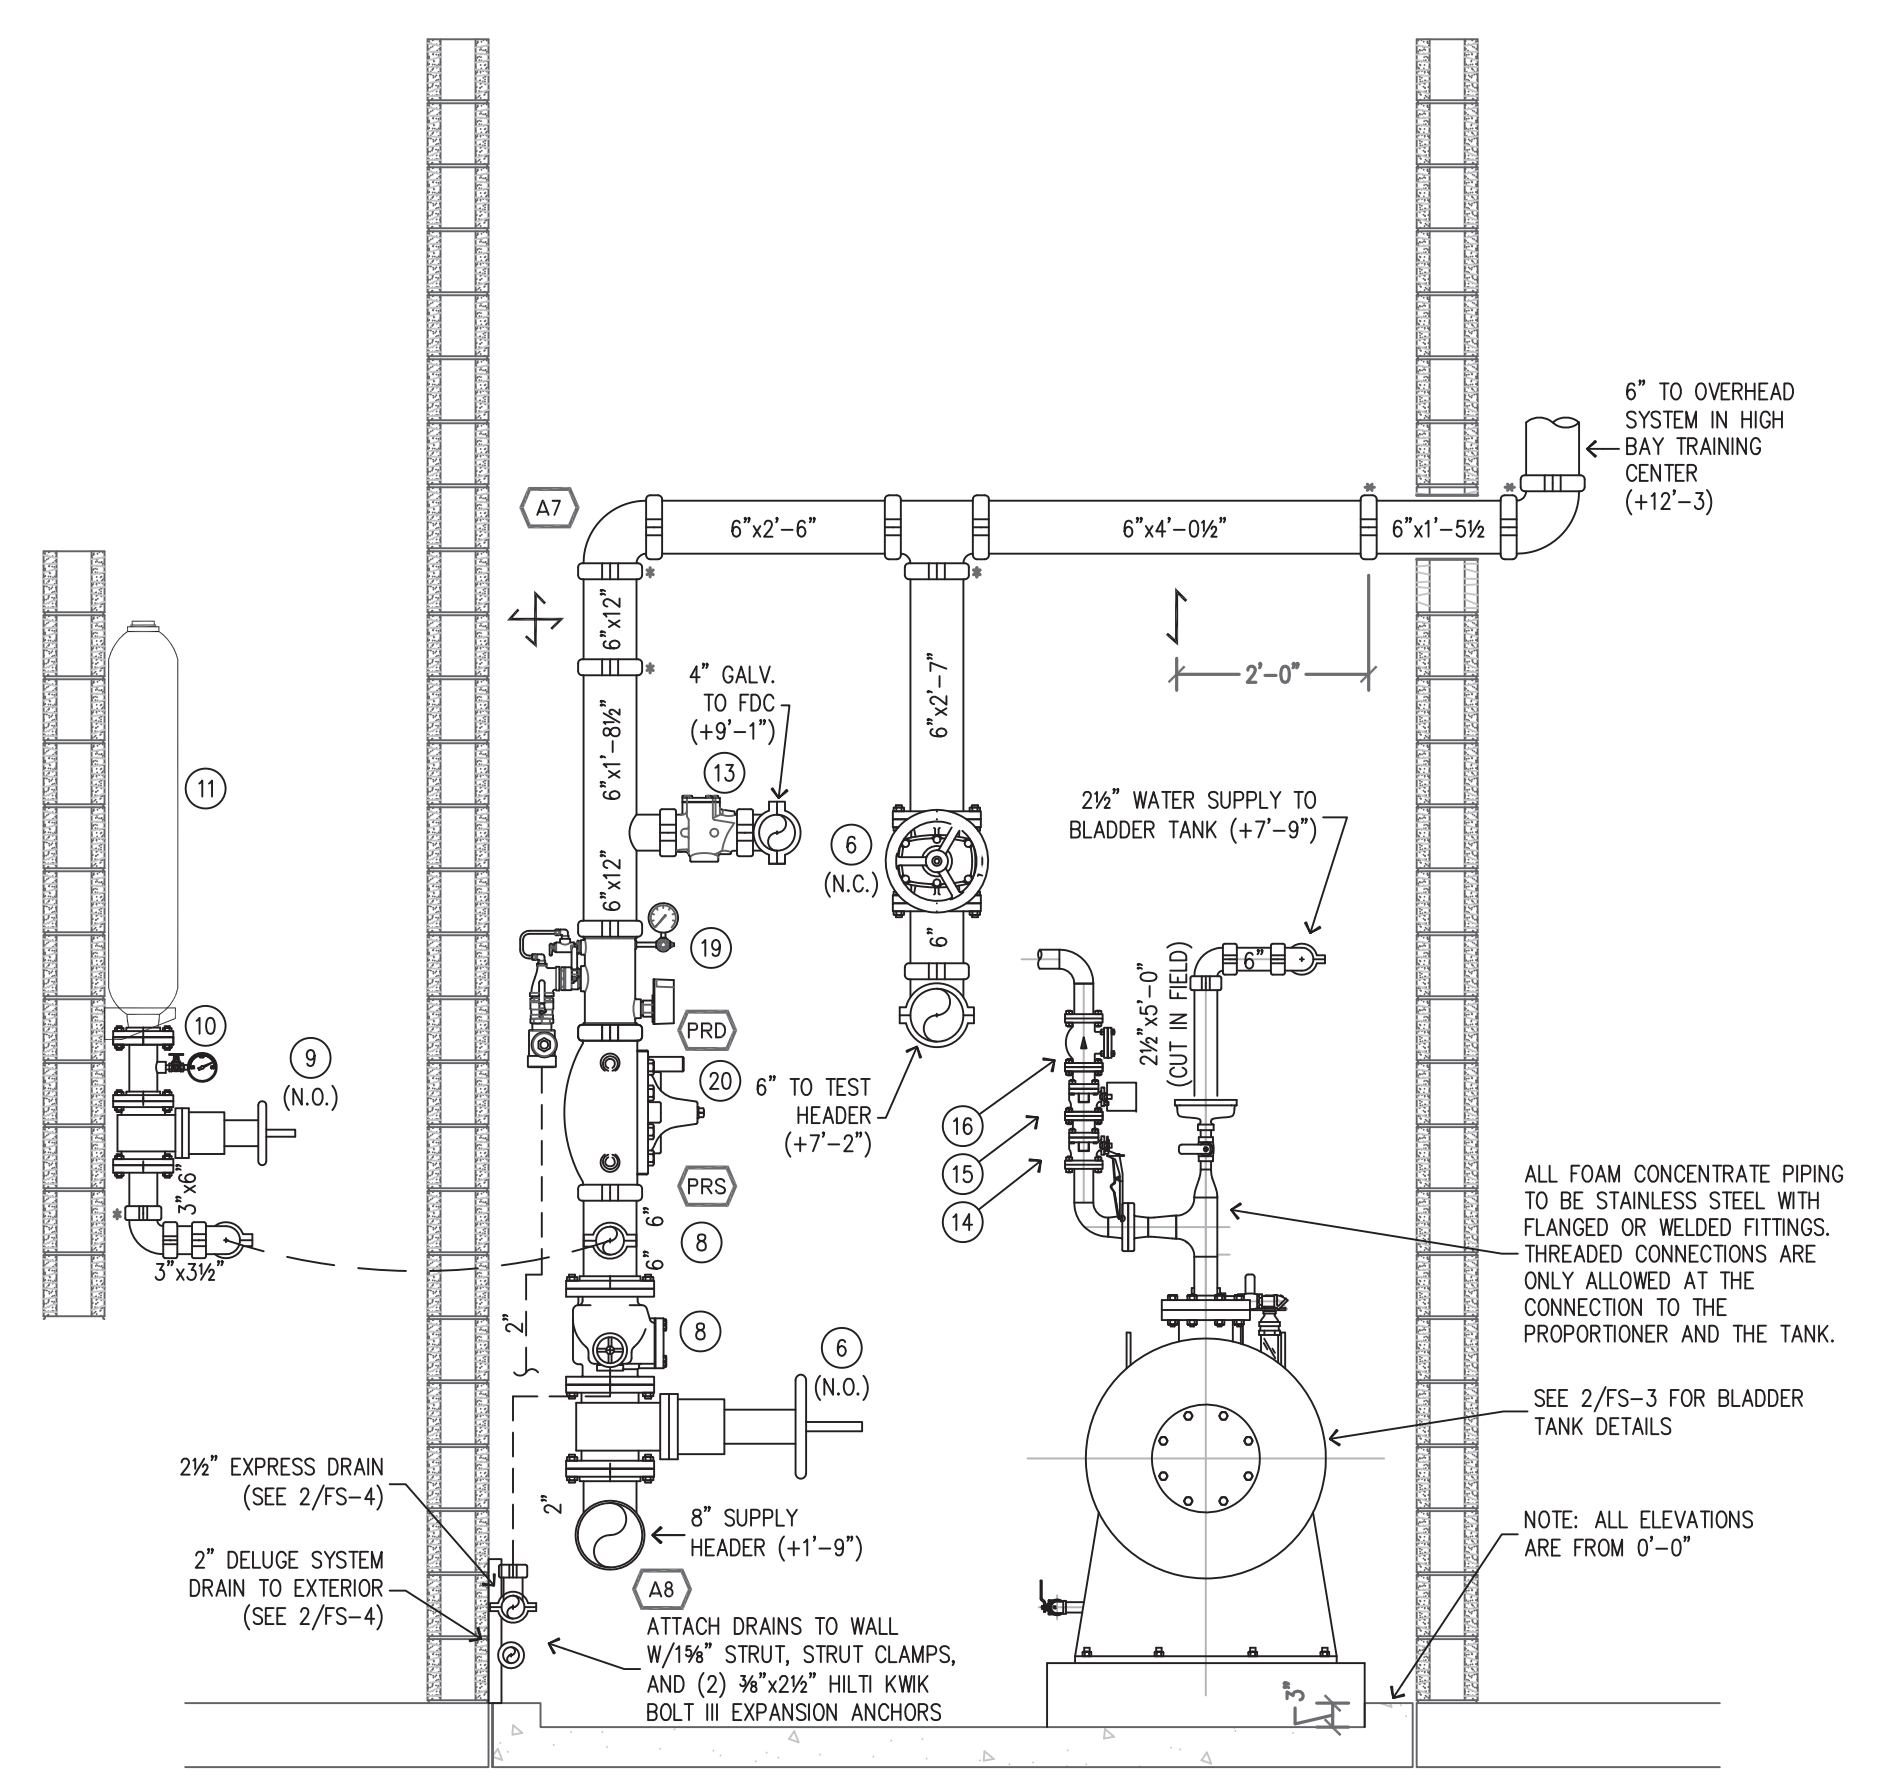 6” TO OVERHEAD
SYSTEM IN HIGH
BAY TRAINING
CENTER
(+12’-3)
A7
6”x2’-6”
6”x4’-0½”
6”x1’-5½
*
*
*
*
*
6”x12”
6”x1’-8½”
6”x12”
4” GALV.
TO FDC
(+9’-1”)
13
6”x2’-7”
2’-0”
11
6
(N.C.)
2½” WATER SUPPLY TO
BLADDER TANK (+7’-9”)
19
6”
6”
2½”x5’-0”
(CUT IN FIELD)
10
9
(N.O.)
PRD
20
6” TO TEST
HEADER
(+7’-2”)
16
15
14
PRS
3”x6”
*
3”x3½”
6”
6”
8
8
2”
6
(N.O.)
ALL FOAM CONCENTRATE PIPING
TO BE STAINLESS STEEL WITH
FLANGED OR WELDED FITTINGS.
THREADED CONNECTIONS ARE
ONLY ALLOWED AT THE
CONNECTION TO THE
PROPORTIONER AND THE TANK.
SEE 2/FS-3 FOR BLADDER
TANK DETAILS
2½” EXPRESS DRAIN
(SEE 2/FS-4)
2”
8” SUPPLY
HEADER (+1’-9”)
NOTE: ALL ELEVATIONS
ARE FROM 0’-0”
2” DELUGE SYSTEM
DRAIN TO EXTERIOR
(SEE 2/FS-4)
A8
ATTACH DRAINS TO WALL
W/1⅝” STRUT, STRUT CLAMPS,
AND (2) ⅜”x2½” HILTI KWIK
BOLT III EXPANSION ANCHORS
3”